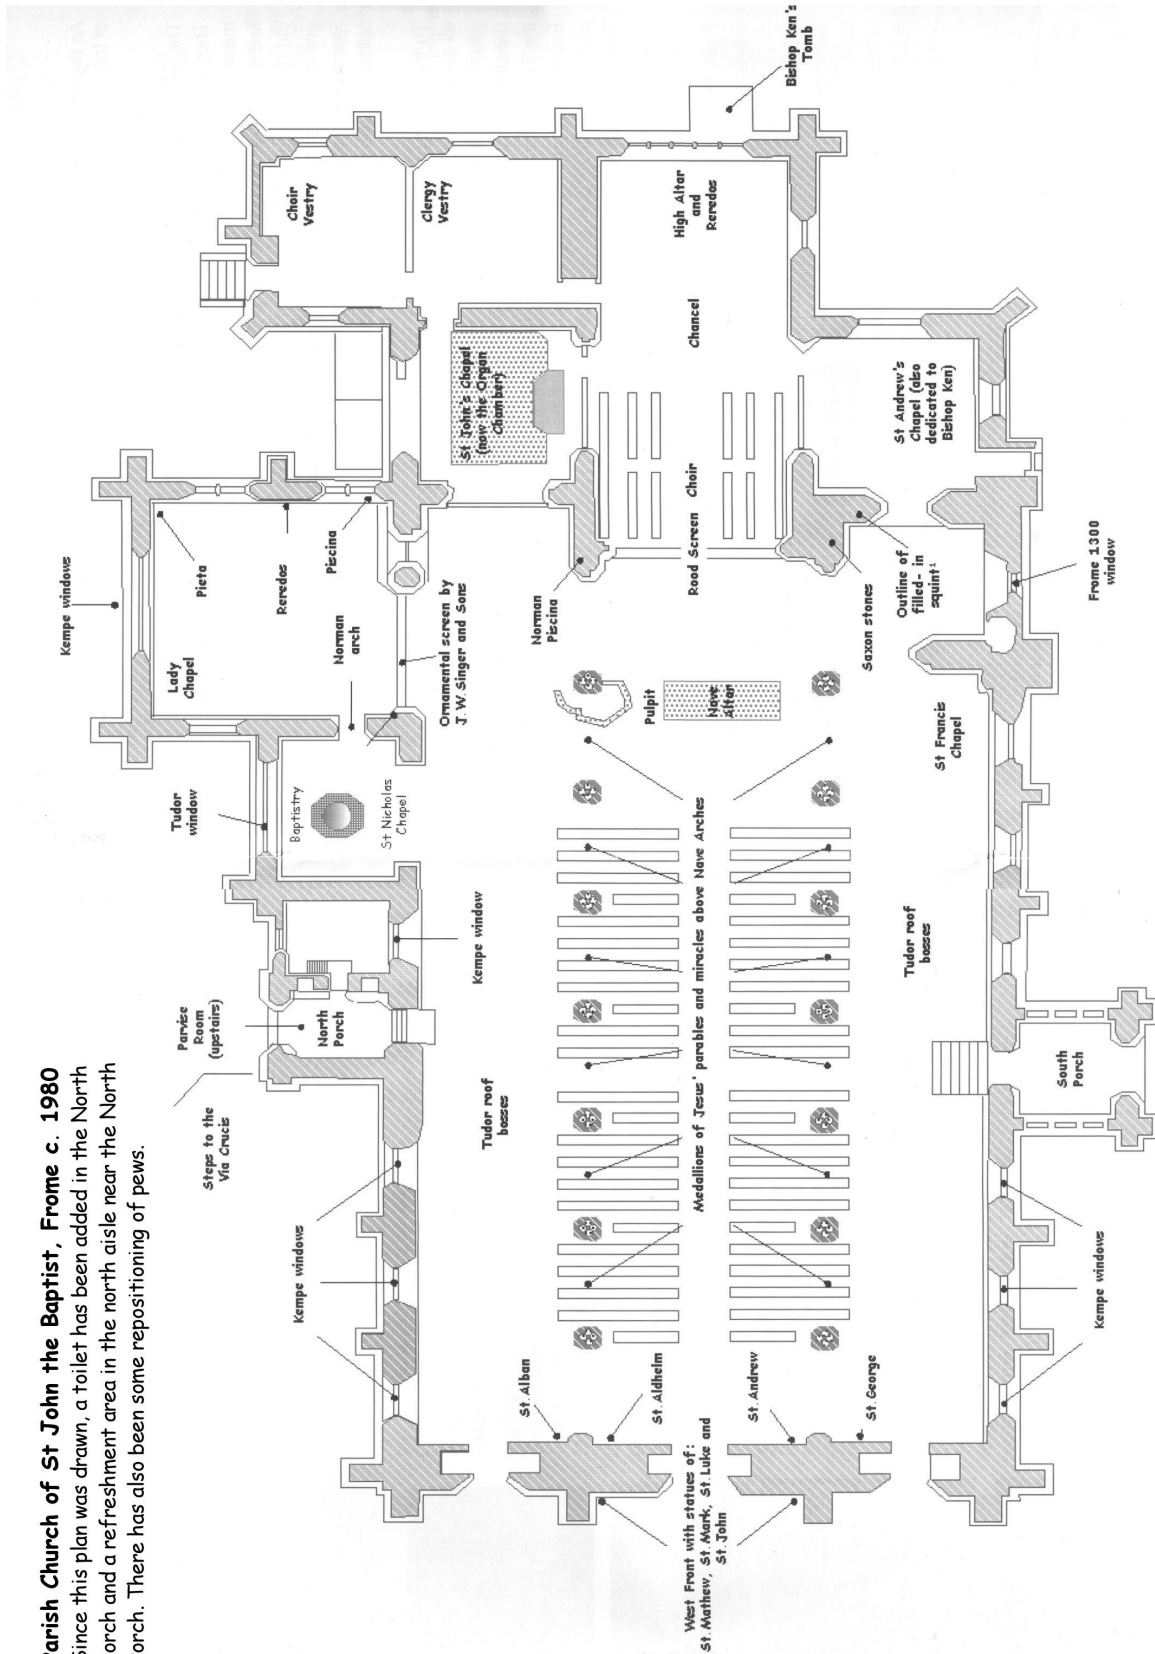 arish Church of St John the Baptist, Frome c. 1980
ince this plan was drawn, a toilet has been added in the North
orch and a refreshment area in the north aisle near the North
orch. There has also been some repositioning of pews.
Steps to the
Via Crucis
Parvise
Room
(upstairs)
North
Porch
Tudor
window
Baptistry
St Nicholas
Chapel
Kempe windows
Lady
Chapel
Pieta
Reredos
Piscina
Norman
arch
Choir
Vestry
Clergy
Vestry
Kempe windows
Kempe window
Ornamental screen by
J.W. Singer and Sons
St John's Chapel
(now the Organ
Chamber)
Tudor roof
bosses
Norman
Piscina
St.Alban
St.Aldhelm
Pulpit
Nave
Altar
West Front with statues of:
St.Mathew, St.Mark, St.Luke and
St.John
Medallions of Jesus' parables and miracles above Nave Arches
Rood Screen
Choir
Chancel
High Altar
and
Reredos
Bishop Ken's
Tomb
St.Andrew
St.George
Saxon stones
Outline of
filled- in
squint¹
St Andrew's
Chapel (also
dedicated to
Bishop Ken)
Tudor roof
bosses
St Francis
Chapel
South
Porch
Kempe windows
Frome 1300
window